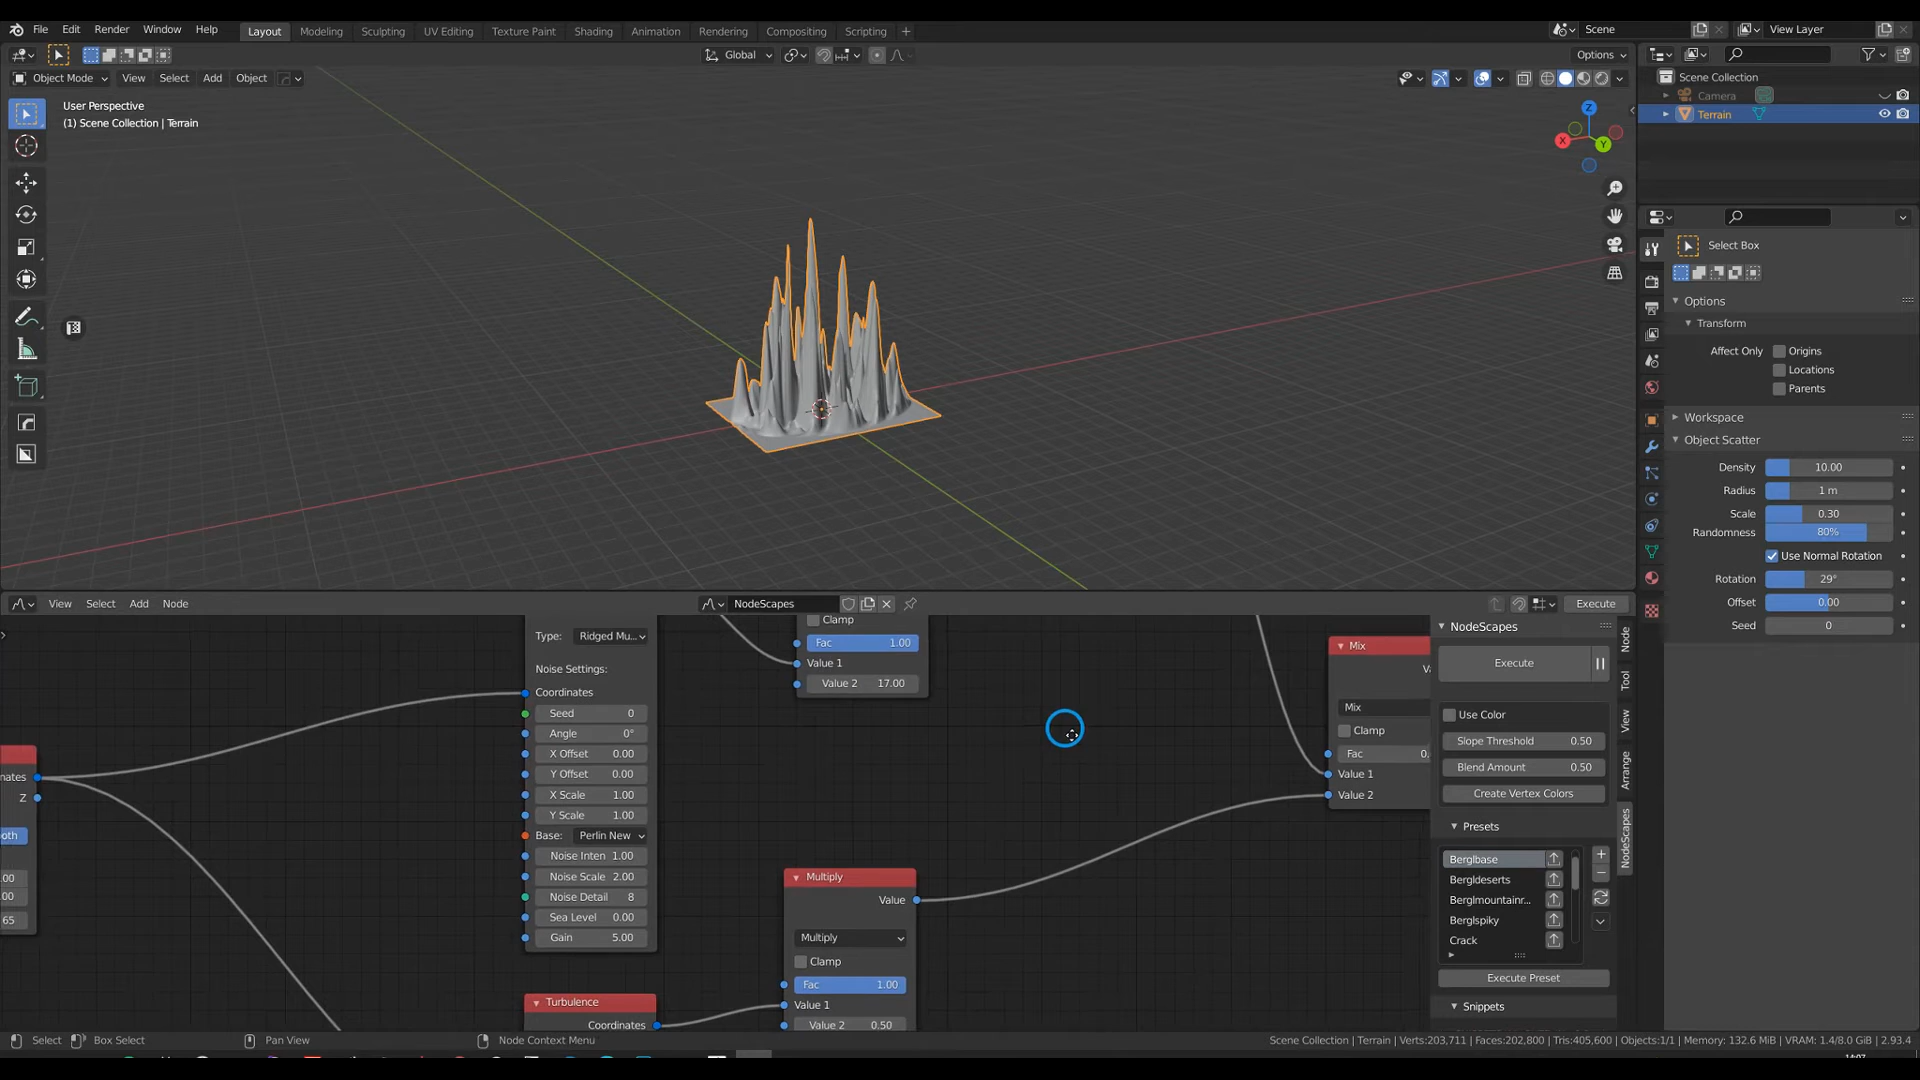 File Edit Render Window Help Layout Modeling Sculpting UV Editing Texture Paint Shading Animation Rendering Compositing Scripting + Scene View Layer
Global Options
Object Mode View Select Add Object
User Perspective
(1) Scene Collection | Terrain
Z
X
Y
Scene Collection
Camera
Terrain
Select Box
Options
Transform
Affect Only Origins
Locations
Parents
Workspace
Object Scatter
Density 10.00
Radius 1 m
Scale 0.30
Randomness 80%
Use Normal Rotation
Rotation 29°
Offset 0.00
Seed 0
View Select Add Node NodeScapes Execute
Type: Ridged Mu...
Noise Settings:
Coordinates
Seed 0
Angle 0°
X Offset 0.00
Y Offset 0.00
X Scale 1.00
Y Scale 1.00
Base: Perlin New
Noise Inten 1.00
Noise Scale 2.00
Noise Detail 8
Sea Level 0.00
Gain 5.00
nates
Z
oth
.00
.00
65
Clamp
Fac 1.00
Value 1
Value 2 17.00
Multiply
Value
Multiply
Clamp
Fac 1.00
Value 1
Value 2 0.50
Turbulence
Coordinates
Mix
Mix
Clamp
Fac 0.
Value 1
Value 2
NodeScapes
Execute
Use Color
Slope Threshold 0.50
Blend Amount 0.50
Create Vertex Colors
Presets
Berglbase
Bergldeserts
Berglmountainr...
Berglspiky
Crack
Execute Preset
Snippets
Node
Tool
View
Arrange
NodeScapes
Select Box Select Pan View Node Context Menu Scene Collection | Terrain | Verts:203,711 | Faces:202,800 | Tris:405,600 | Objects:1/1 | Memory: 132.6 MiB | VRAM: 1.4/8.0 GiB | 2.93.4